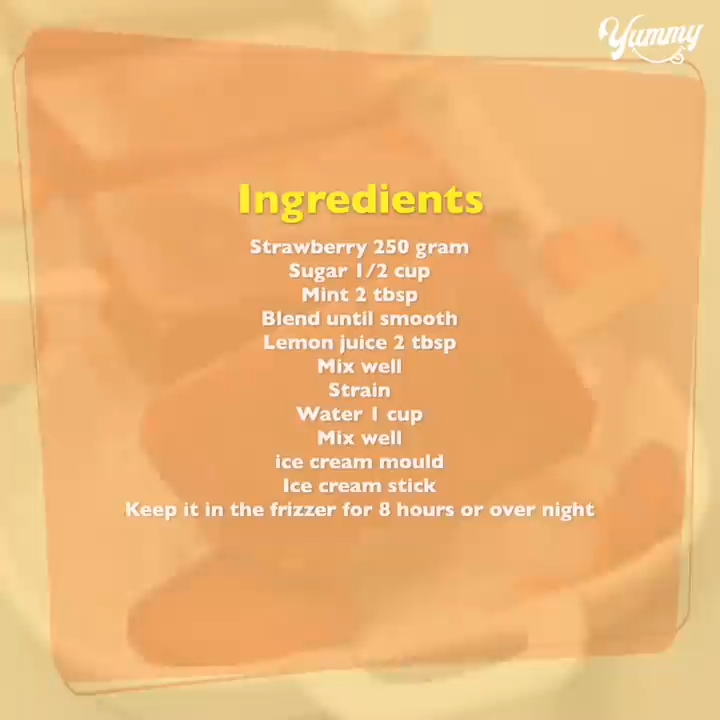 Yummy
Ingredients
Strawberry 250 gram
Sugar 1/2 cup
Mint 2 tbsp
Blend until smooth
Lemon juice 2 tbsp
Mix well
Strain
Water 1 cup
Mix well
ice cream mould
Ice cream stick
Keep it in the frizzer for 8 hours or over night